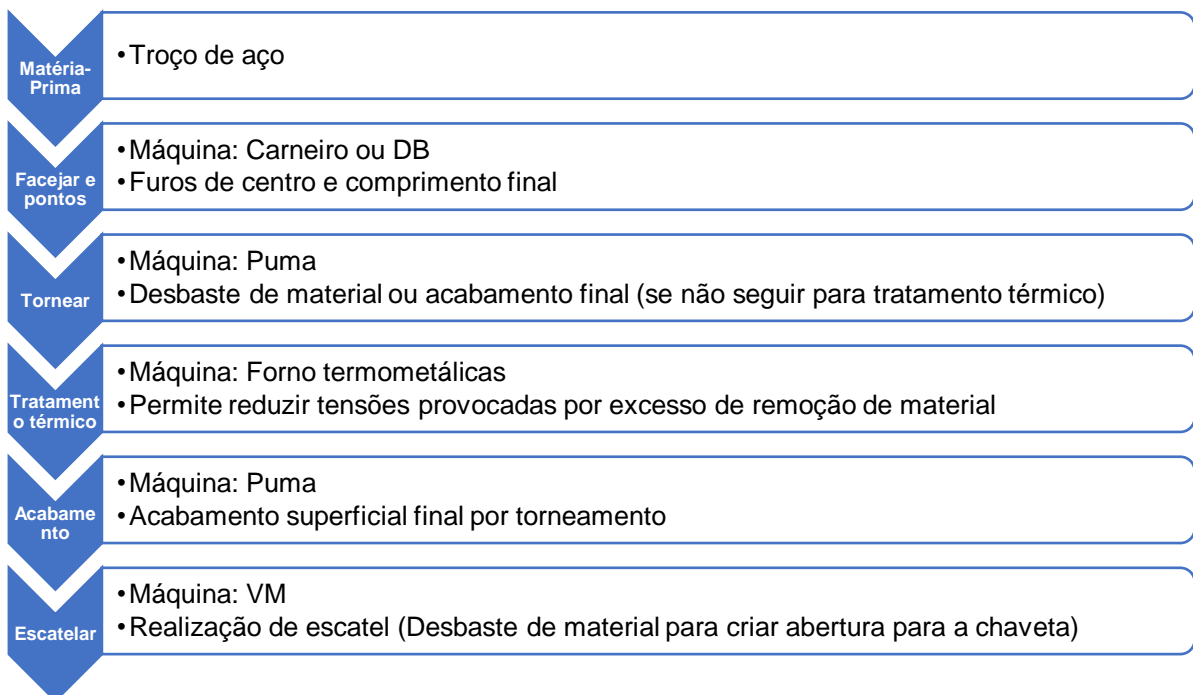 Matéria-
Prima
•Troço de aço
Facejar e
pontos
•Máquina: Carneiro ou DB
•Furos de centro e comprimento final
Tornear
•Máquina: Puma
•Desbaste de material ou acabamento final (se não seguir para tratamento térmico)
Tratament
o térmico
•Máquina: Forno termometálicas
•Permite reduzir tensões provocadas por excesso de remoção de material
Acabame
nto
•Máquina: Puma
•Acabamento superficial final por torneamento
Escatelar
•Máquina: VM
•Realização de escatel (Desbaste de material para criar abertura para a chaveta)